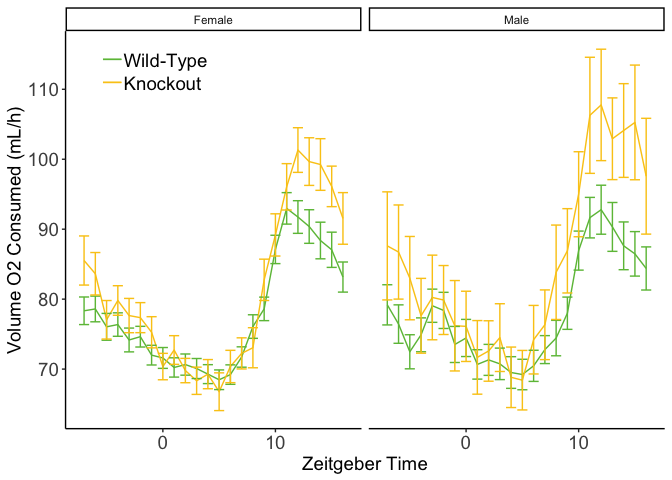 Female
Male
Wild-Type
Knockout
Volume O2 Consumed (mL/h)
110
100
90
80
70
0
10
0
10
Zeitgeber Time